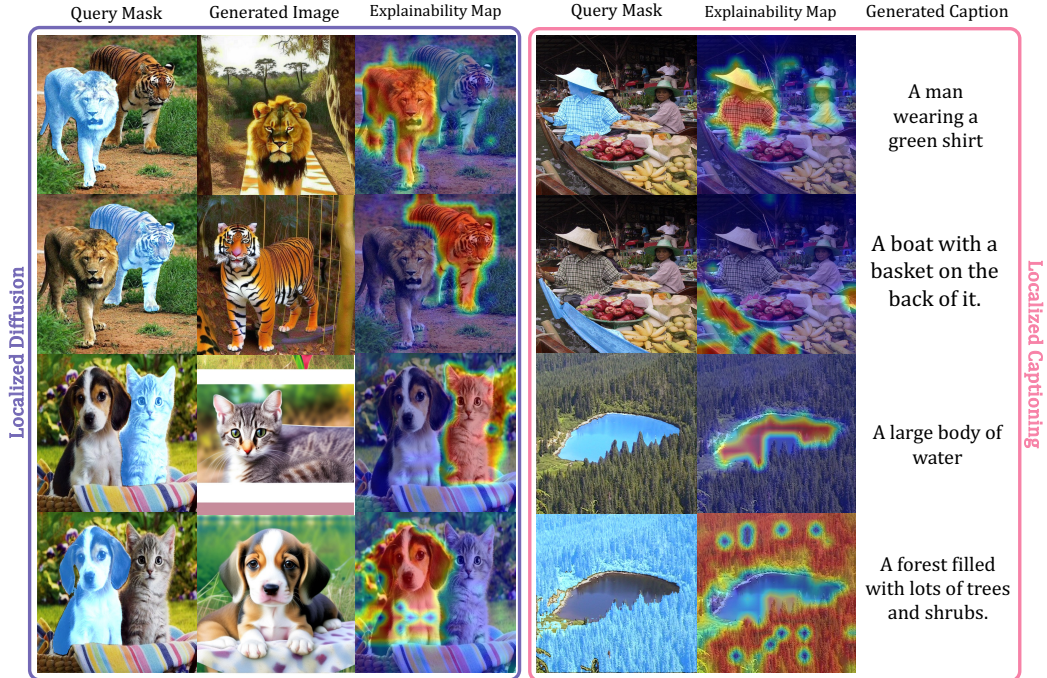 Query Mask
Generated Image
Explainability Map
Query Mask
Explainability Map
Generated Caption
Localized Diffusion
A man
wearing a
green shirt
A boat with a
basket on the
back of it.
A large body of
water
A forest filled
with lots of trees
and shrubs.
Localized Captioning